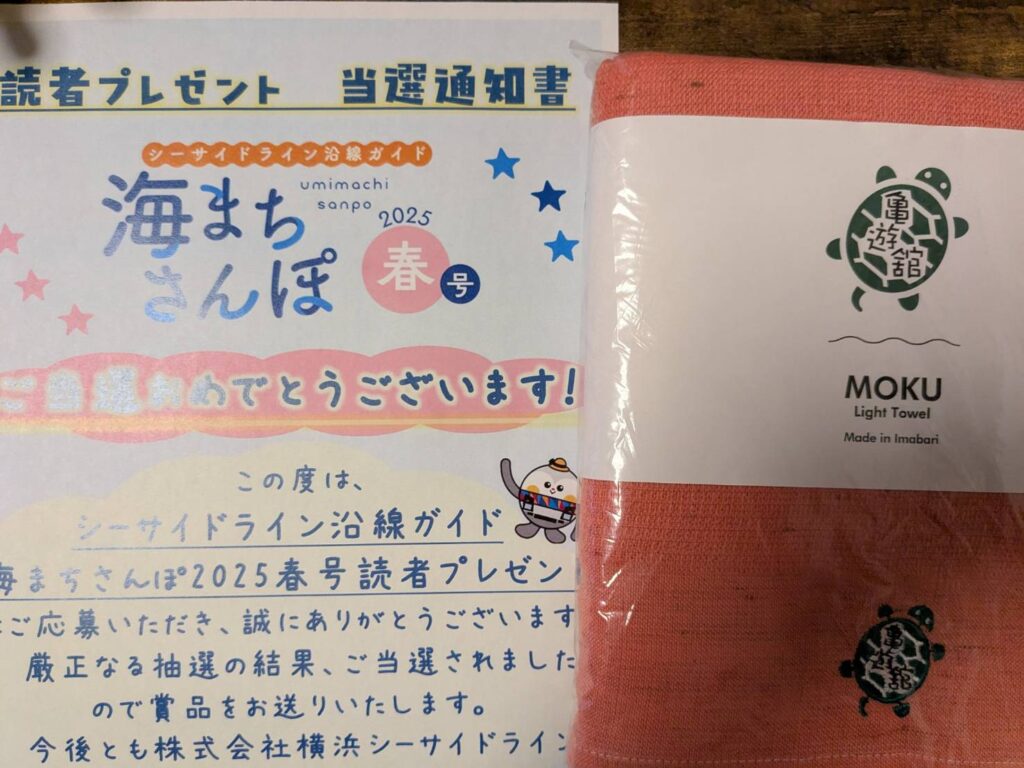 読者プレゼント 当選通知書
シーサイドライン沿線ガイド
海まち
umimachi
sanpo
さんぽ
2025
春号
ご当選おめでとうございます!
この度は、
シーサイドライン沿線ガイド
海まちさんぽ2025春号読者プレゼン
ご応募いただき、誠にありがとうございます
厳正なる抽選の結果、ご当選されました
ので賞品をお送りいたします。
今後とも株式会社横浜シーサイドライン
亀遊舘
MOKU
Light Towel
Made in Imabari
亀遊舘